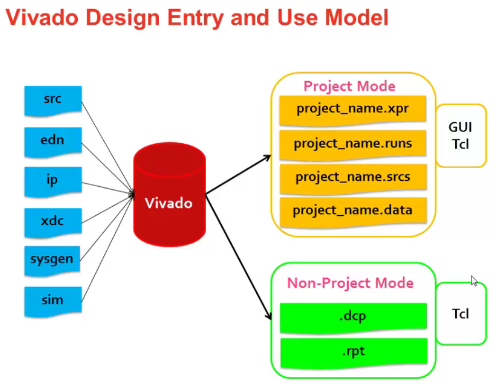 Vivado Design Entry and Use Model
src
edn
ip
xdc
sysgen
sim
Vivado
Project Mode
project_name.xpr
project_name.runs
project_name.srcs
project_name.data
GUI
Tcl
Non-Project Mode
.dcp
.rpt
Tcl